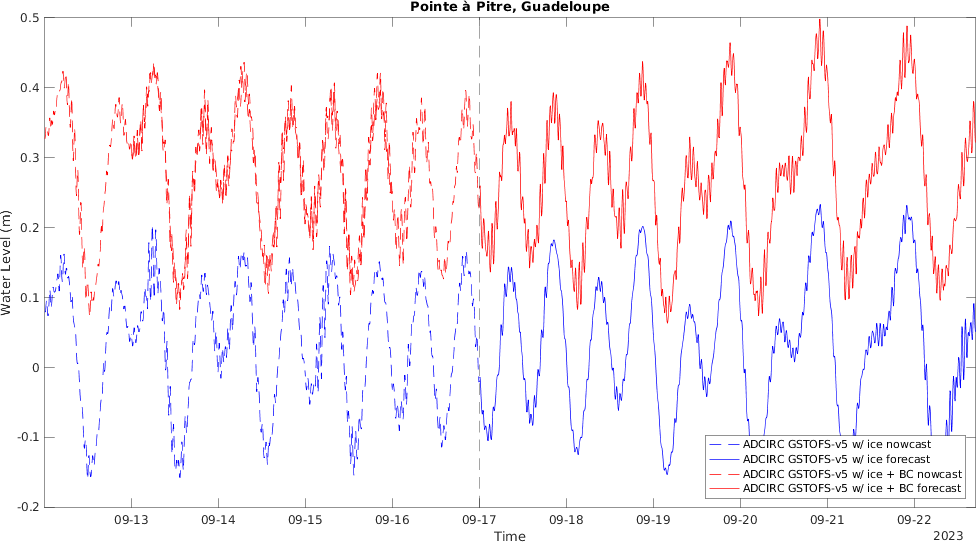 Pointe à Pitre, Guadeloupe
0.5
0.4
0.3
0.2
0.1
0
-0.1
-0.2
Water Level (m)
ADCIRC GSTOFS-v5 w/ ice nowcast
ADCIRC GSTOFS-v5 w/ ice forecast
ADCIRC GSTOFS-v5 w/ ice + BC nowcast
ADCIRC GSTOFS-v5 w/ ice + BC forecast
09-13 09-14 09-15 09-16 09-17 09-18 09-19 09-20 09-21 09-22
Time
2023